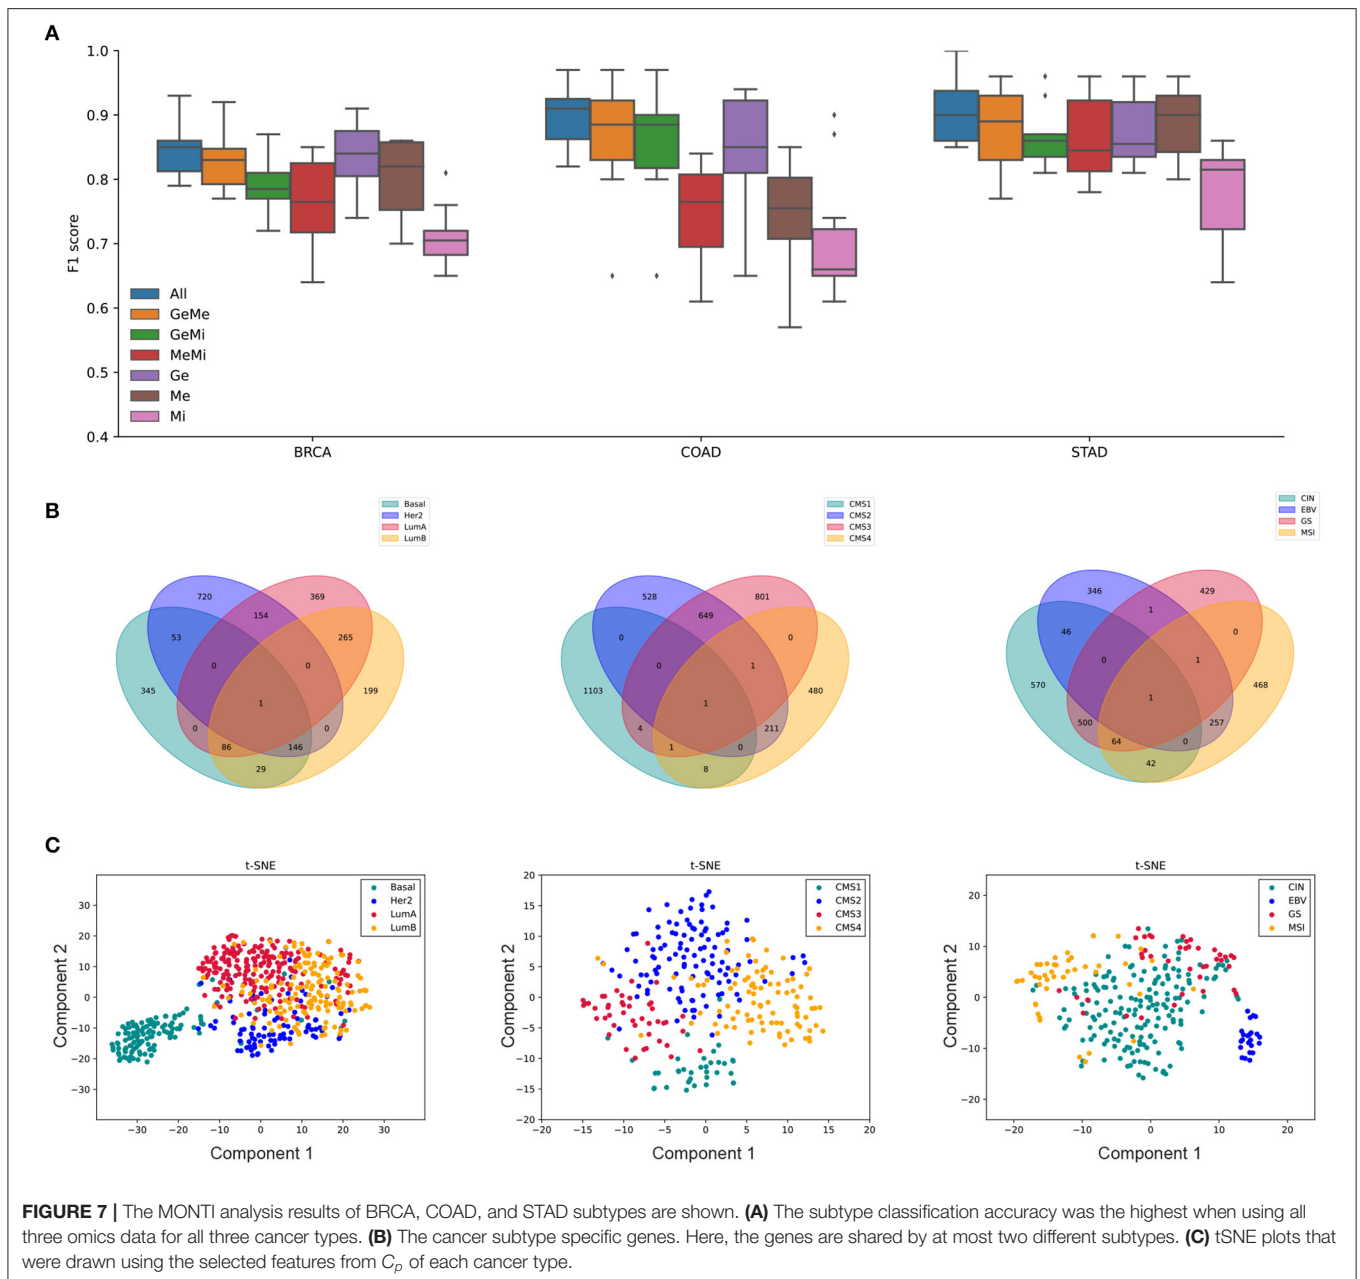 A
1.0
0.9
0.8
0.7
0.6
0.5
0.4
F1 score
All
GeMe
GeMi
MeMi
Ge
Me
Mi
BRCA
COAD
STAD
B
Basal
Her2
LumA
LumB
720
369
154
53
265
0
0
345
199
1
0
0
86
146
29
CMS1
CMS2
CMS3
CMS4
528
801
649
0
0
0
1
1103
480
1
4
211
1
0
8
CIN
EBV
GS
MSI
346
429
1
46
0
0
1
570
468
1
500
257
64
0
42
C
t-SNE
Basal
Her2
LumA
LumB
30
20
10
0
−10
−20
−30
Component 2
−30
−20
−10
0
10
20
30
Component 1
t-SNE
CMS1
CMS2
CMS3
CMS4
20
15
10
5
0
−5
−10
−15
−20
Component 2
−20
−15
−10
−5
0
5
10
15
20
Component 1
t-SNE
CIN
EBV
GS
MSI
20
10
0
−10
−20
Component 2
−20
−10
0
10
20
Component 1
FIGURE 7 | The MONTI analysis results of BRCA, COAD, and STAD subtypes are shown. (A) The subtype classification accuracy was the highest when using all
three omics data for all three cancer types. (B) The cancer subtype specific genes. Here, the genes are shared by at most two different subtypes. (C) tSNE plots that
were drawn using the selected features from Cp of each cancer type.